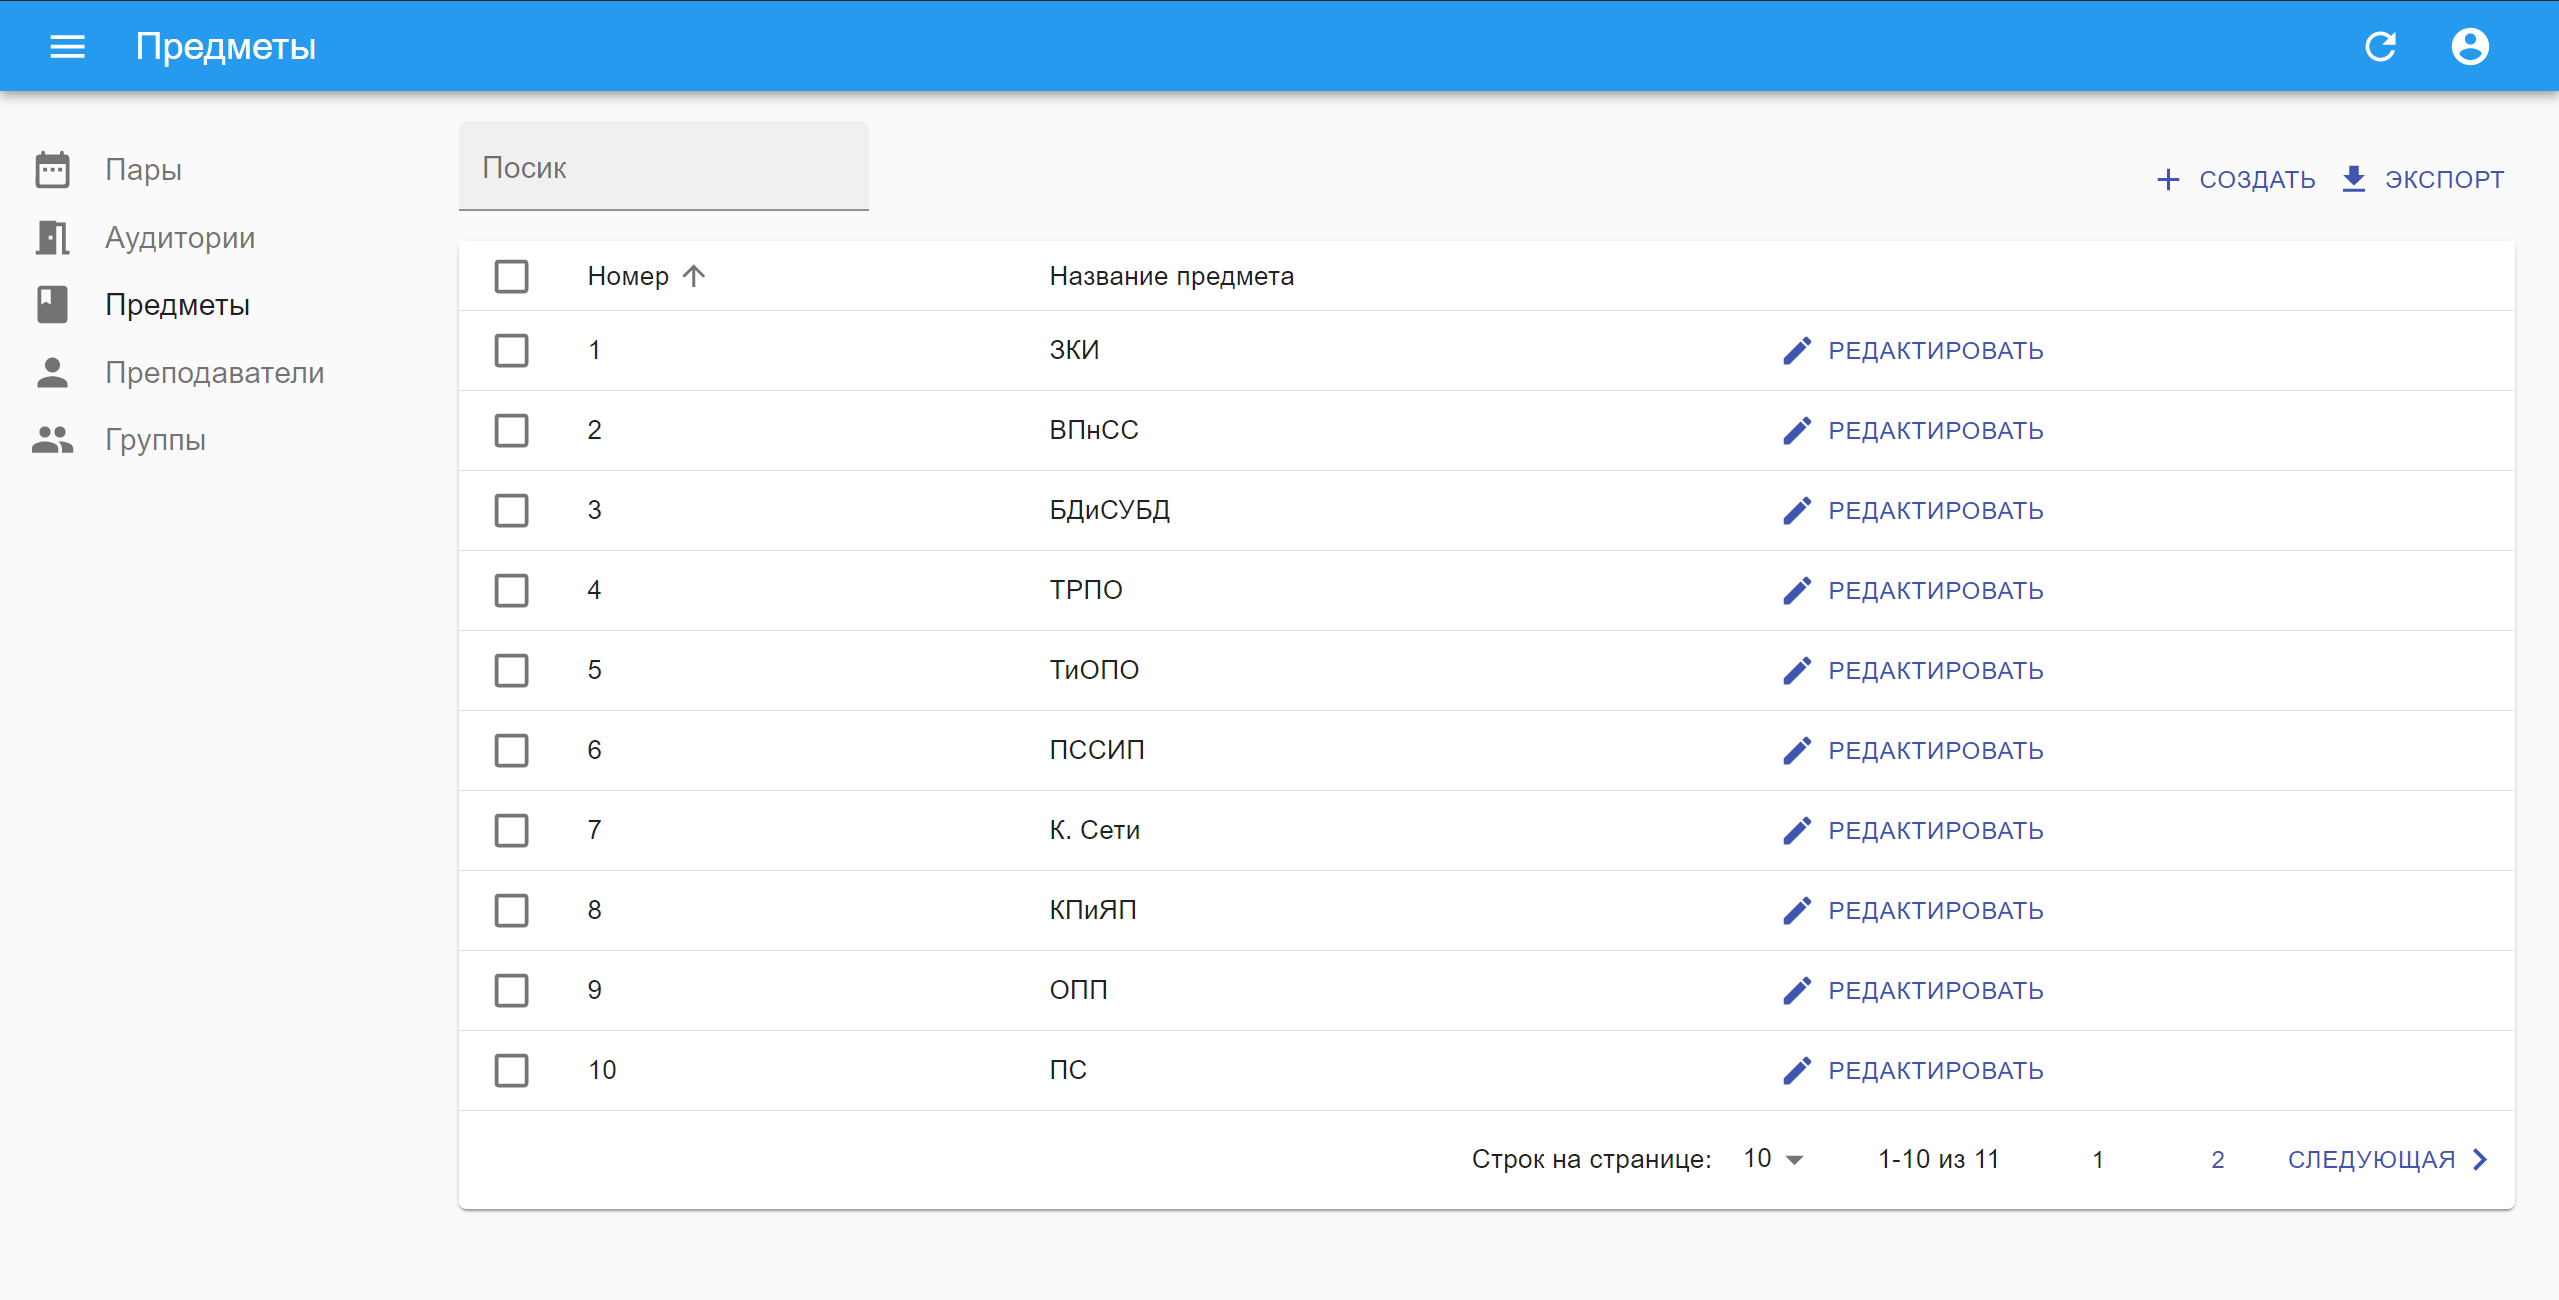 Предметы
Пары
Аудитории
Предметы
Преподаватели
Группы
Посик
СОЗДАТЬ ЭКСПОРТ
Номер Название предмета
1 ЗКИ РЕДАКТИРОВАТЬ
2 ВПнСС РЕДАКТИРОВАТЬ
3 БДиСУБД РЕДАКТИРОВАТЬ
4 ТРПО РЕДАКТИРОВАТЬ
5 ТиОПО РЕДАКТИРОВАТЬ
6 ПССИП РЕДАКТИРОВАТЬ
7 К. Сети РЕДАКТИРОВАТЬ
8 КПиЯП РЕДАКТИРОВАТЬ
9 ОПП РЕДАКТИРОВАТЬ
10 ПС РЕДАКТИРОВАТЬ
Строк на странице: 10 1-10 из 11 1 2 СЛЕДУЮЩАЯ